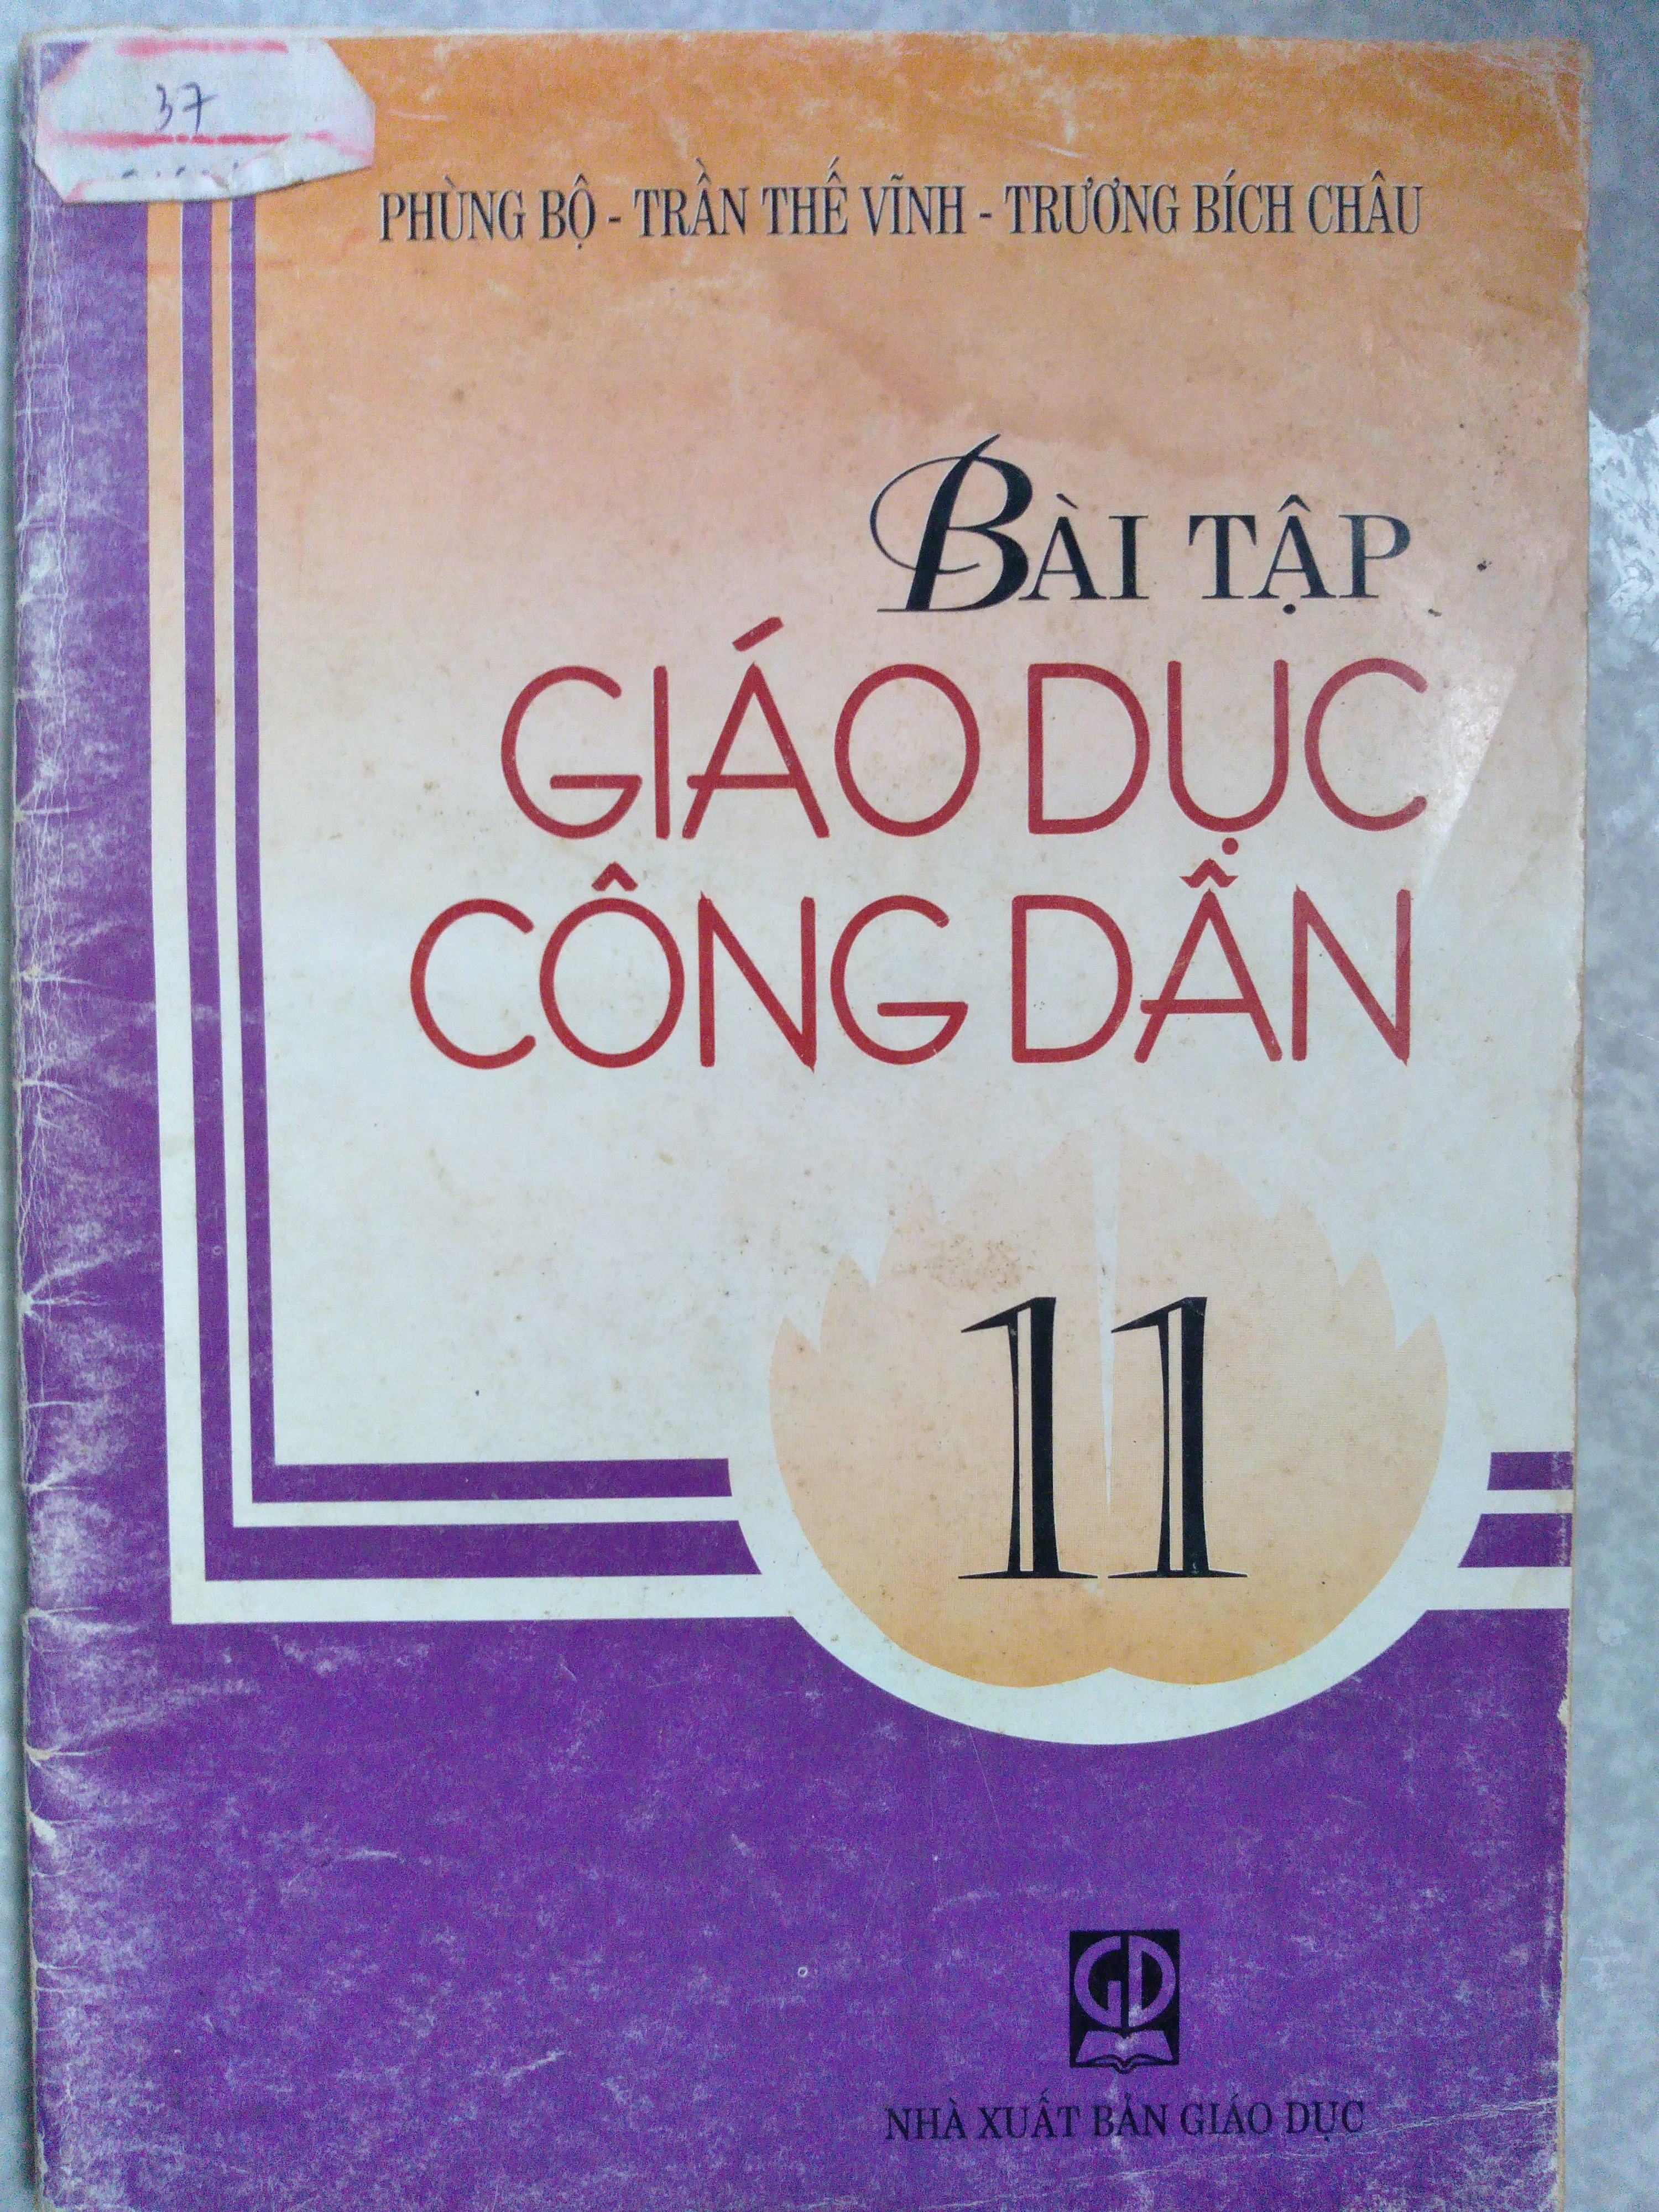 37
PHÙNG BỘ - TRẦN THẾ VĨNH - TRƯƠNG BÍCH CHÂU
BÀI TẬP
GIÁO DỤC
CÔNG DÂN
11
GD
NHÀ XUẤT BẢN GIÁO DỤC